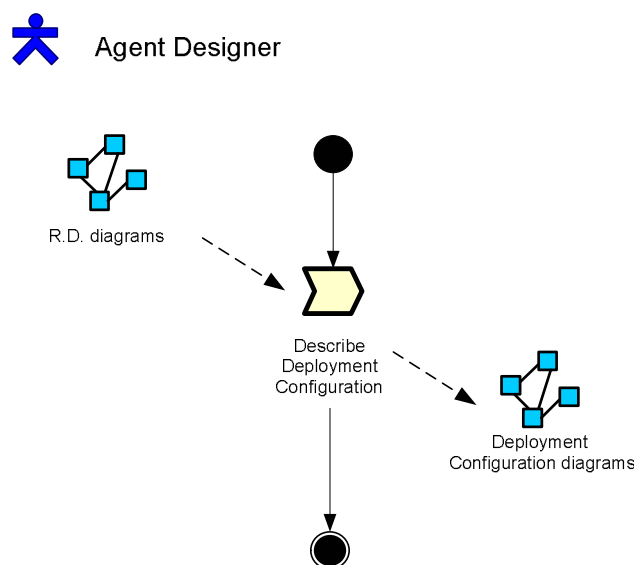 Agent Designer
R.D. diagrams
Describe
Deployment
Configuration
Deployment
Configuration diagrams